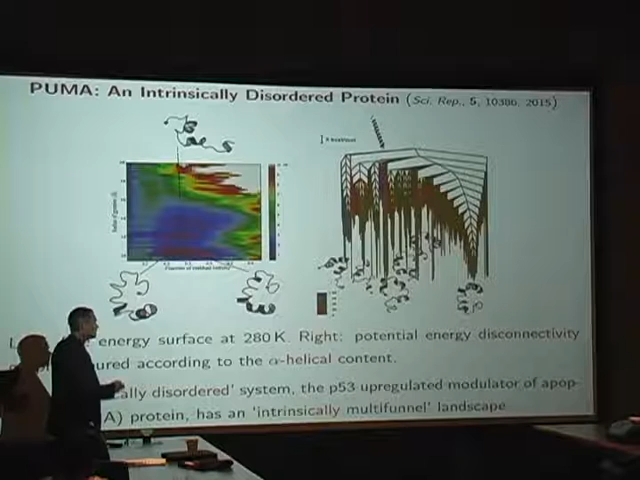 PUMA: An Intrinsically Disordered Protein (Sci. Rep., 5, 10386, 2015)
energy surface at 280 K. Right: potential energy disconnectivity
ured according to the α-helical content.
ally disordered' system, the p53 upregulated modulator of apop-
A) protein, has an 'intrinsically multifunnel' landscape